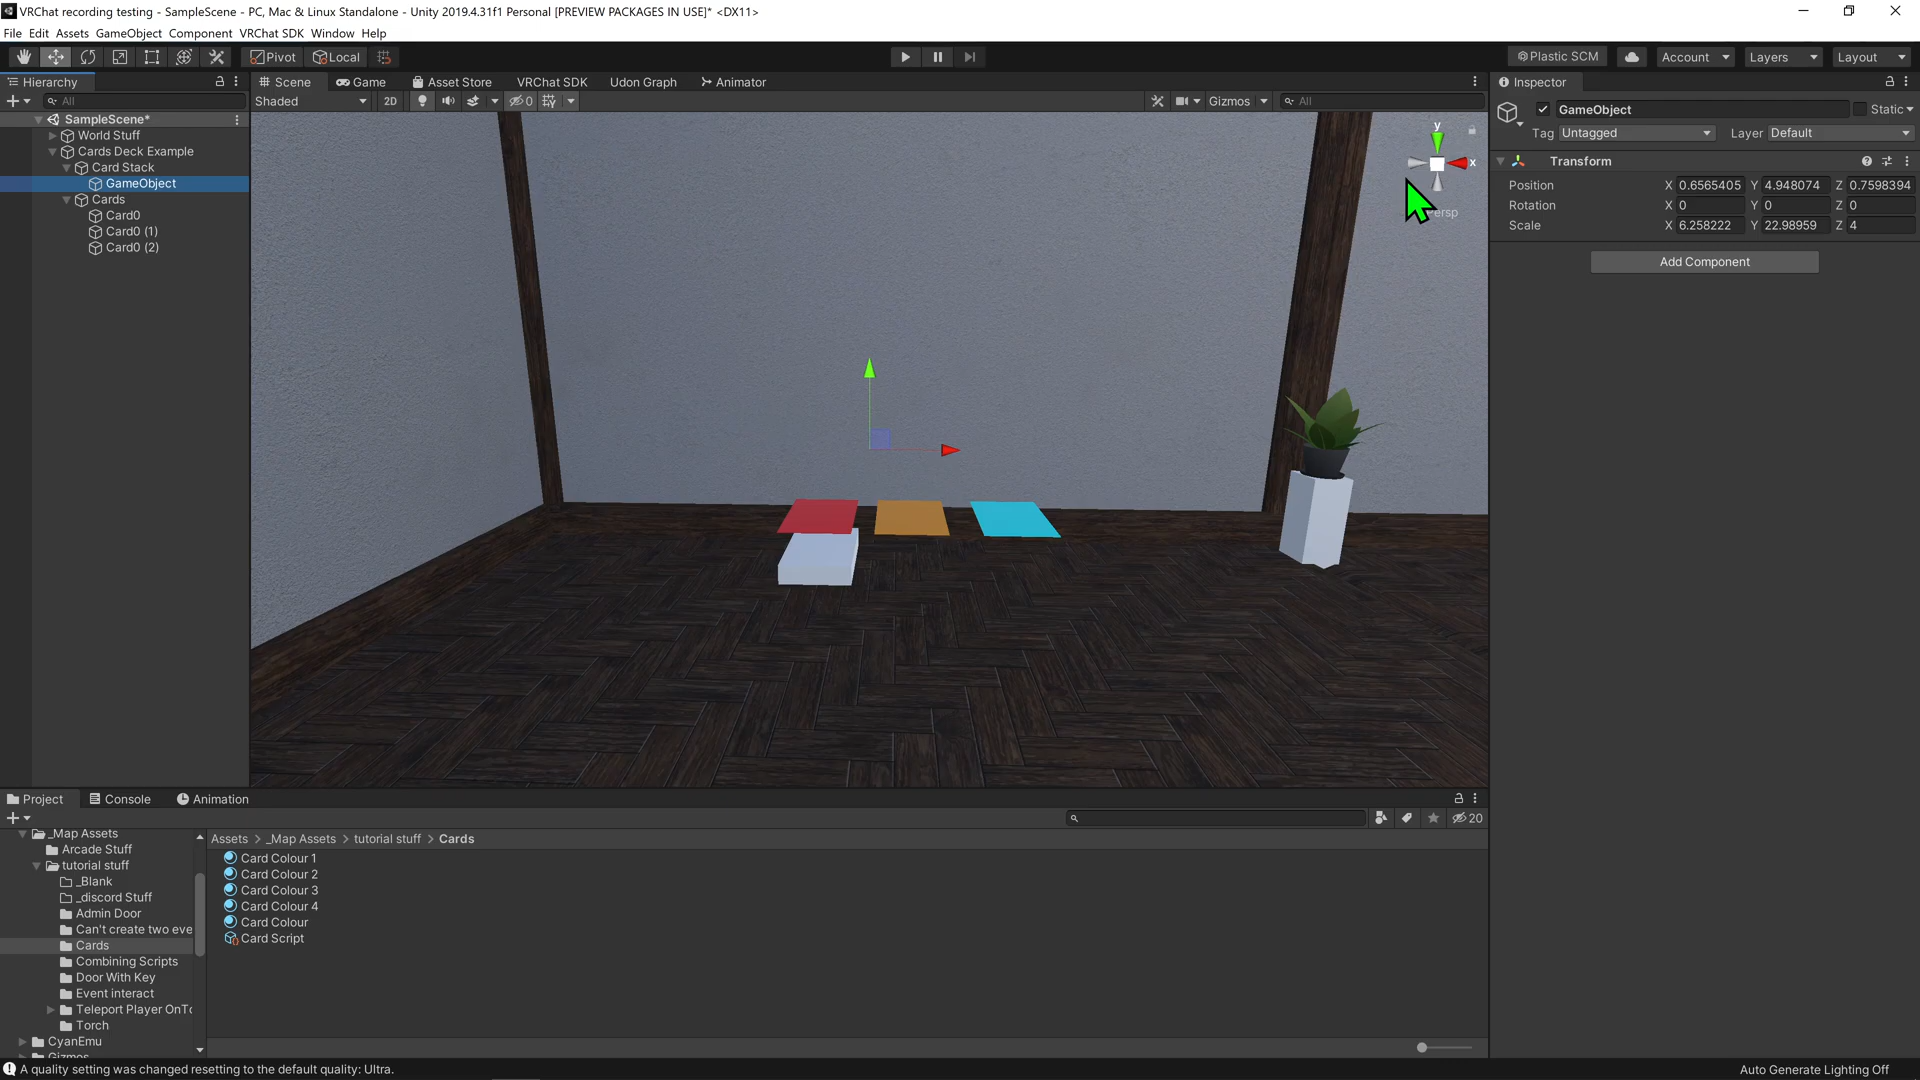 VRChat recording testing - SampleScene - PC, Mac & Linux Standalone - Unity 2019.4.31f1 Personal [PREVIEW PACKAGES IN USE]* <DX11>
File Edit Assets GameObject Component VRChat SDK Window Help
Pivot Local Plastic SCM Account Layers Layout
Hierarchy Scene Game Asset Store VRChat SDK Udon Graph Animator Inspector
All Shaded 2D 0 Gizmos All
GameObject Static
Tag Untagged Layer Default
SampleScene*
World Stuff
Cards Deck Example
Card Stack
GameObject
Cards
Card0
Card0 (1)
Card0 (2)
y
x
Transform
Position X 0.6565405 Y 4.948074 Z 0.7598394
Rotation X 0 Y 0 Z 0
Scale X 6.258222 Y 22.98959 Z 4
Add Component
Project Console Animation
20
_Map Assets
Arcade Stuff
tutorial stuff
_Blank
_discord Stuff
Admin Door
Can't create two eve
Cards
Combining Scripts
Door With Key
Event interact
Teleport Player OnTo
Torch
CyanEmu
Gizmos
Assets > _Map Assets > tutorial stuff > Cards
Card Colour 1
Card Colour 2
Card Colour 3
Card Colour 4
Card Colour
Card Script
A quality setting was changed resetting to the default quality: Ultra.
Auto Generate Lighting Off